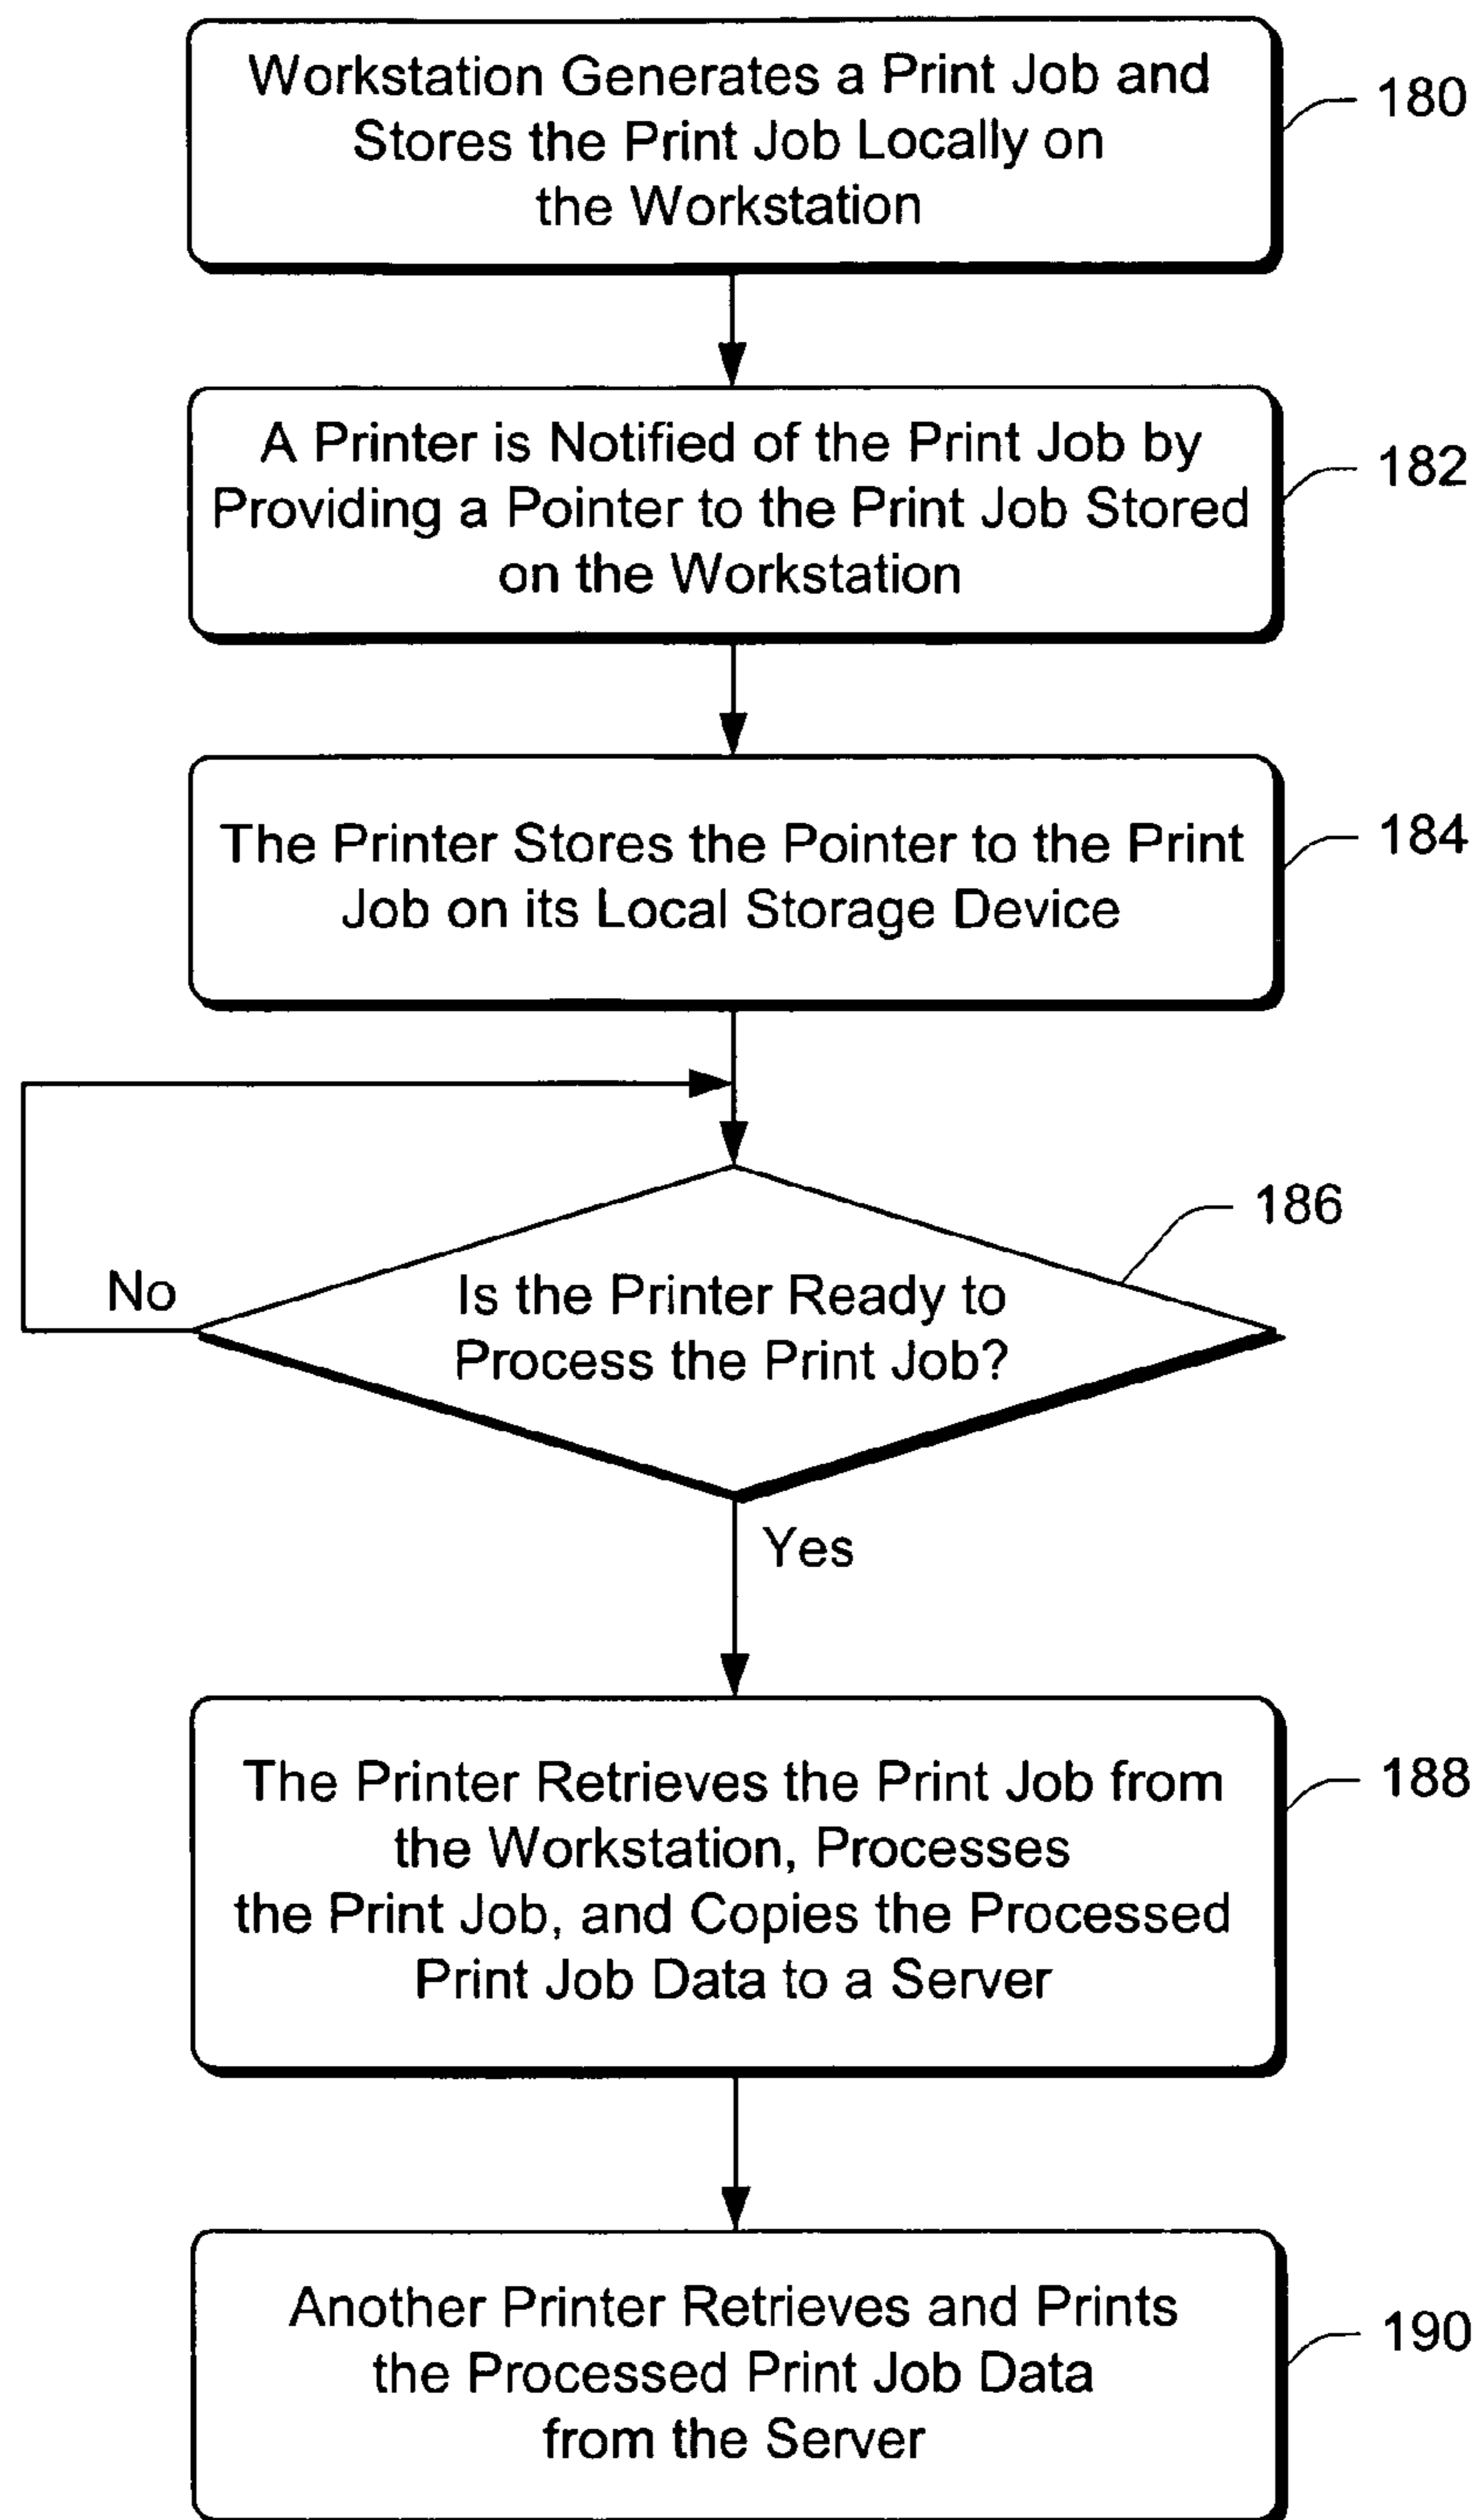 Workstation Generates a Print Job and
Stores the Print Job Locally on
the Workstation
180
A Printer is Notified of the Print Job by
Providing a Pointer to the Print Job Stored
on the Workstation
182
The Printer Stores the Pointer to the Print
Job on its Local Storage Device
184
186
No
Is the Printer Ready to
Process the Print Job?
Yes
The Printer Retrieves the Print Job from
the Workstation, Processes
the Print Job, and Copies the Processed
Print Job Data to a Server
188
Another Printer Retrieves and Prints
the Processed Print Job Data
from the Server
190